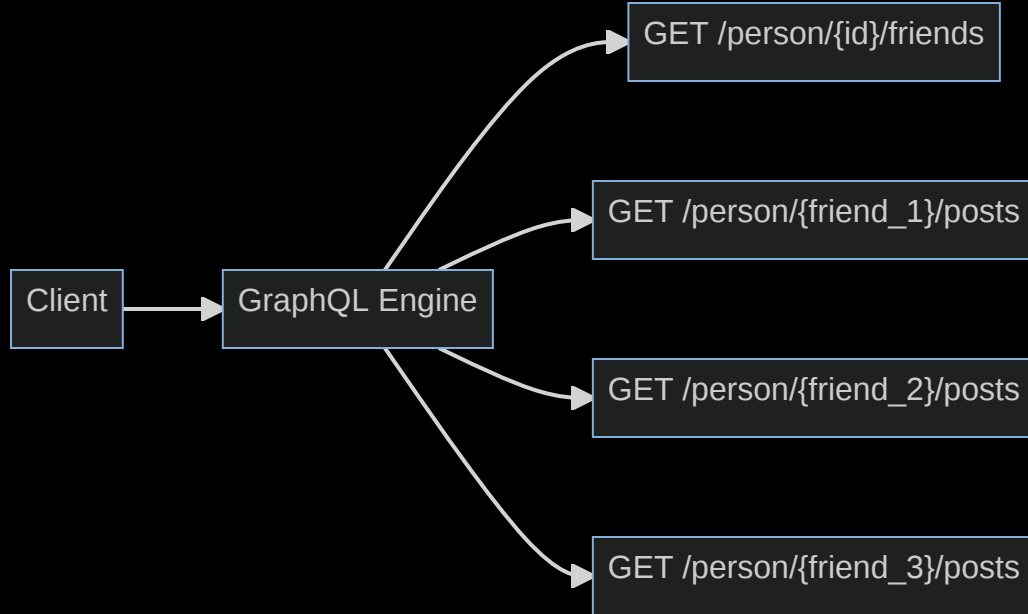 GET /person/{id}/friends
GET /person/{friend_1}/posts
Client
GraphQL Engine
GET /person/{friend_2}/posts
GET /person/{friend_3}/posts